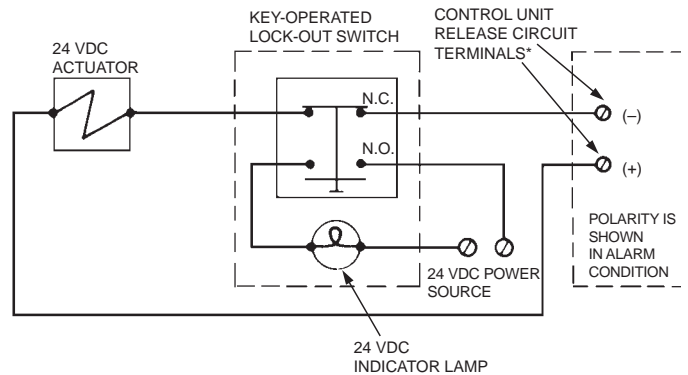 KEY-OPERATED
LOCK-OUT SWITCH
CONTROL UNIT
RELEASE CIRCUIT
TERMINALS*
24 VDC
ACTUATOR
N.C.
(–)
N.O.
(+)
POLARITY IS
SHOWN
IN ALARM
CONDITION
24 VDC POWER
SOURCE
24 VDC
INDICATOR LAMP